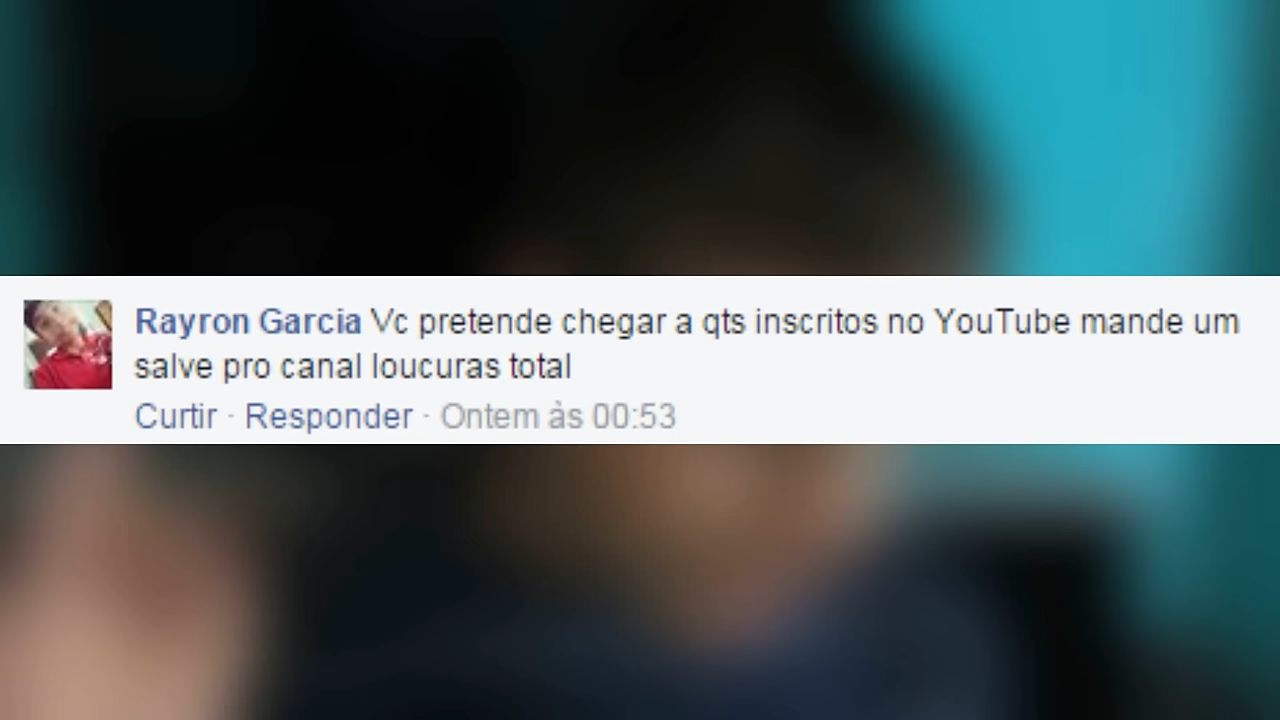 Rayron Garcia Vc pretende chegar a qts inscritos no YouTube mande um
salve pro canal loucuras total
Curtir · Responder · Ontem às 00:53